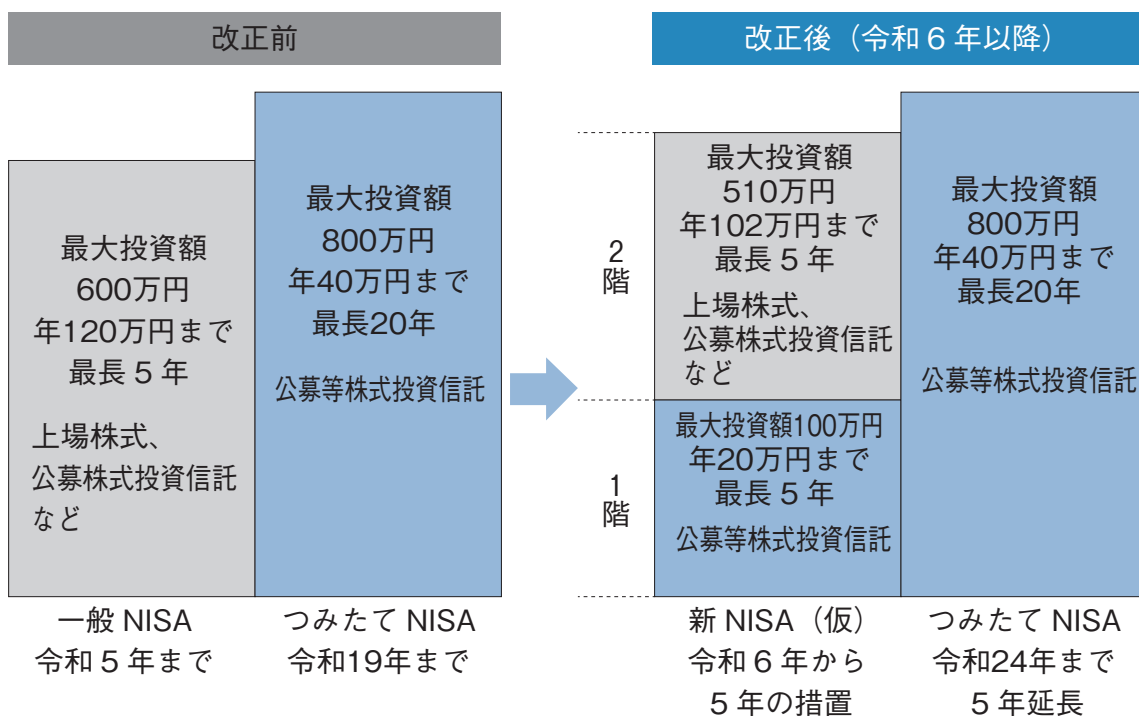 改正前
最大投資額
600万円
年120万円まで
最長5年
上場株式、
公募株式投資信託
など
一般 NISA
令和5年まで
最大投資額
800万円
年40万円まで
最長20年
公募等株式投資信託
つみたて NISA
令和19年まで
改正後（令和6年以降）
2
階
最大投資額
510万円
年102万円まで
最長5年
上場株式、
公募株式投資信託
など
1
階
最大投資額100万円
年20万円まで
最長5年
公募等株式投資信託
新 NISA（仮）
令和6年から
5年の措置
最大投資額
800万円
年40万円まで
最長20年
公募等株式投資信託
つみたて NISA
令和24年まで
5年延長